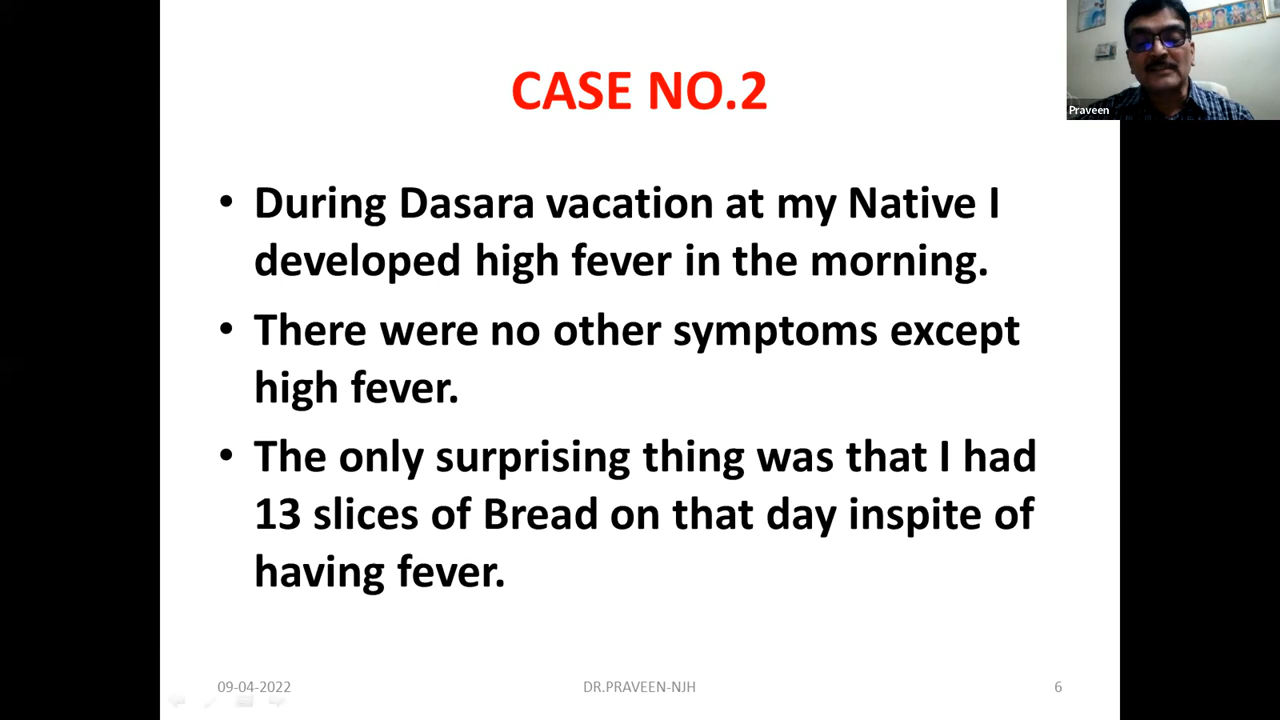 CASE NO.2
Praveen
• During Dasara vacation at my Native I
developed high fever in the morning.
• There were no other symptoms except
high fever.
• The only surprising thing was that I had
13 slices of Bread on that day inspite of
having fever.
09-04-2022
DR.PRAVEEN-NJH
6